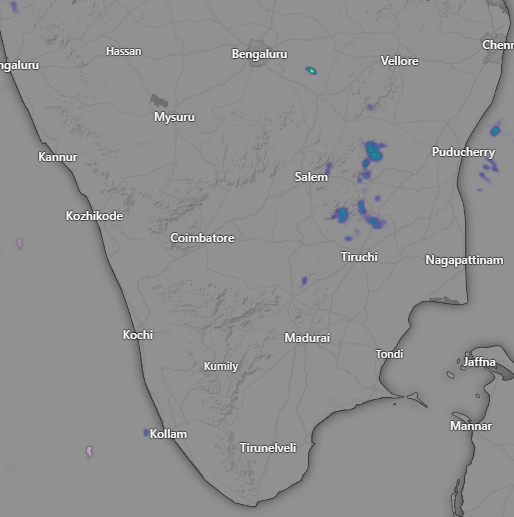 Hassan
Bengaluru
Chenn
ngaluru
Vellore
Mysuru
Kannur
Puducherry
Salem
Kozhikode
Coimbatore
Tiruchi
Nagapattinam
Kochi
Madurai
Tondi
Kumily
Jaffna
Kollam
Mannar
Tirunelveli